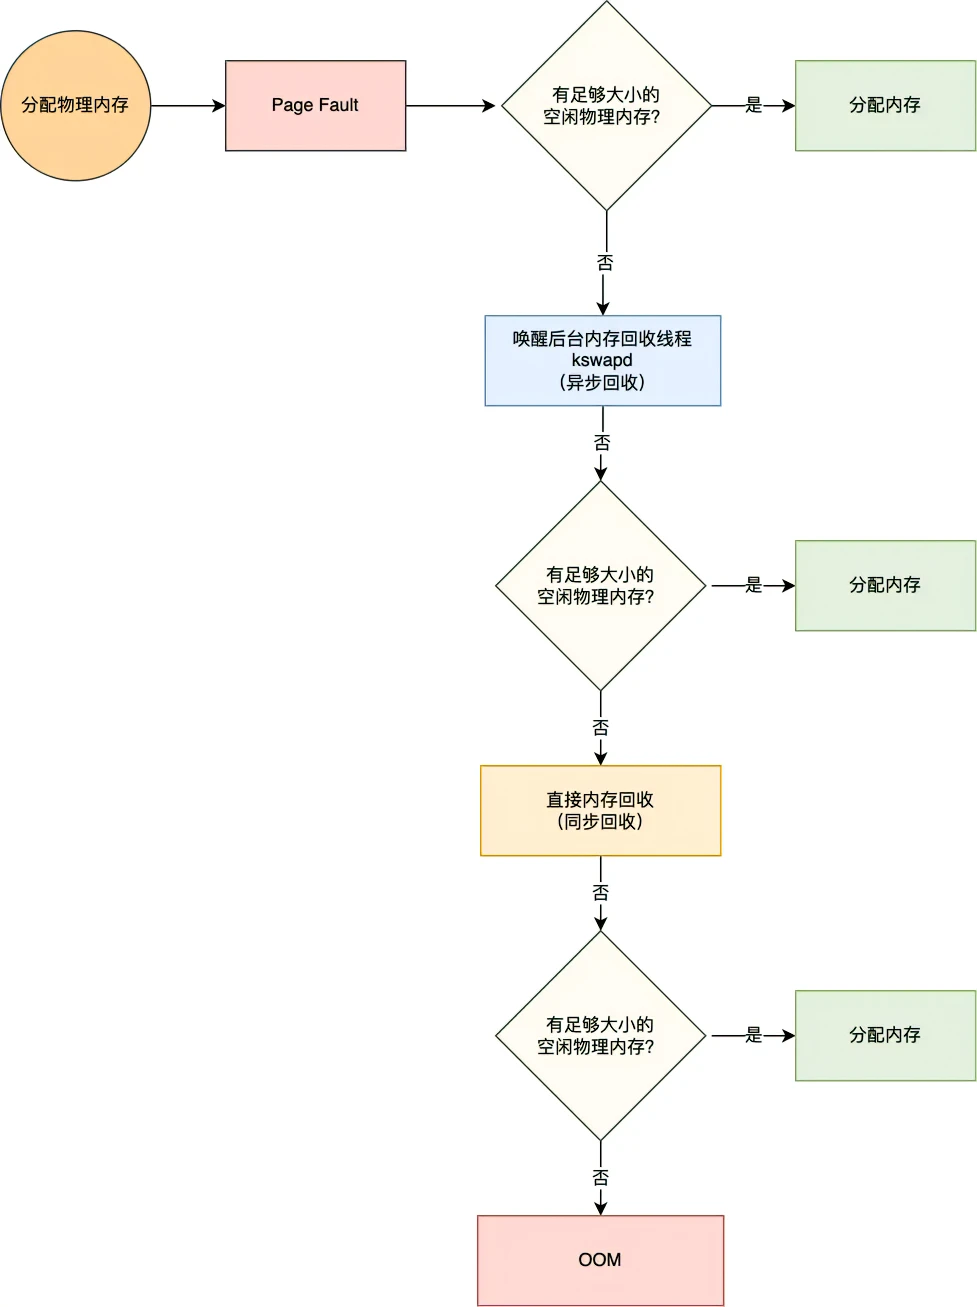 分配物理内存
Page Fault
有足够大小的
空闲物理内存?
是
分配内存
否
唤醒后台内存回收线程
kswapd
（异步回收）
否
有足够大小的
空闲物理内存?
是
分配内存
否
直接内存回收
（同步回收）
否
有足够大小的
空闲物理内存?
是
分配内存
否
OOM